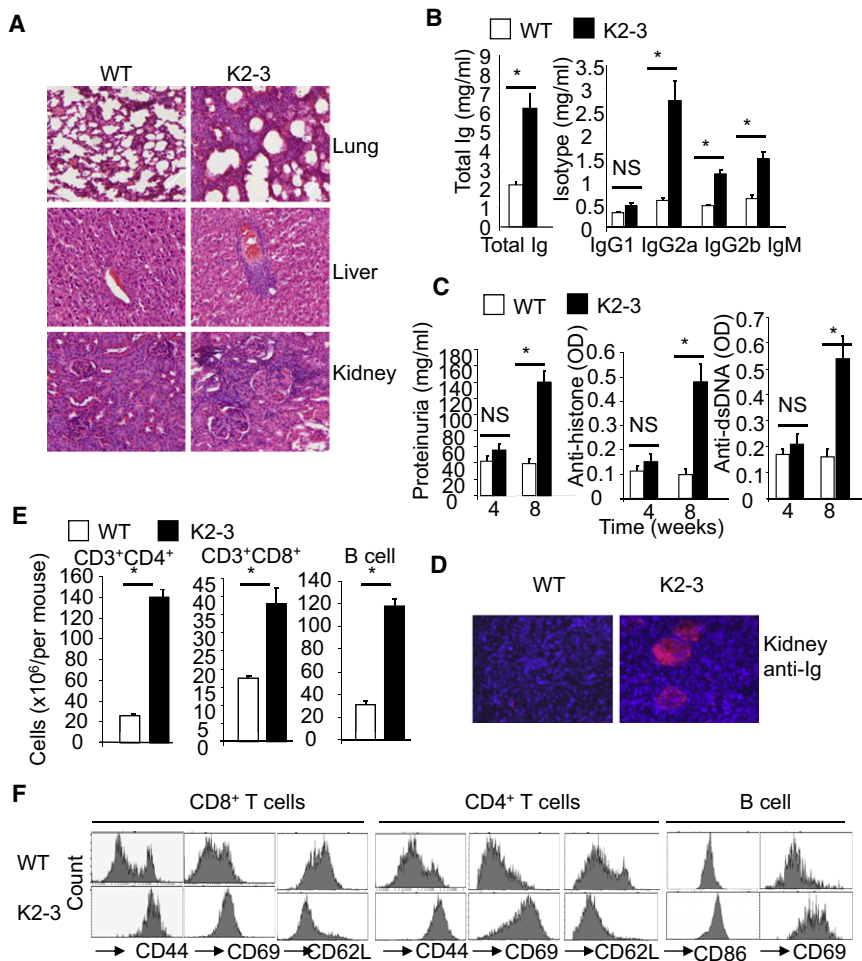 A
WT K2-3
Lung
Liver
Kidney
B
WT K2-3
Total Ig (mg/ml)
9
8
7
6
5
4
3
2
1
0
*
Total Ig
Isotype (mg/ml)
3.5
3
2.5
2
1.5
1
0.5
0
NS * * *
IgG1 IgG2a IgG2b IgM
C
WT K2-3
Proteinuria (mg/ml)
180
160
140
120
100
80
60
40
20
0
NS *
4 8
Anti-histone (OD)
0.6
0.5
0.4
0.3
0.2
0.1
0
NS *
4 8
Anti-dsDNA (OD)
0.7
0.6
0.5
0.4
0.3
0.2
0.1
0
NS *
4 8
Time (weeks)
D
WT K2-3
Kidney
anti-Ig
E
WT K2-3
Cells (x10⁶/per mouse)
CD3⁺CD4⁺
*
160
140
120
100
80
60
40
20
0
CD3⁺CD8⁺
*
45
40
35
30
25
20
15
10
5
0
B cell
*
140
120
100
80
60
40
20
0
F
CD8⁺ T cells CD4⁺ T cells B cell
WT
K2-3
Count
CD44 CD69 CD62L CD44 CD69 CD62L CD86 CD69